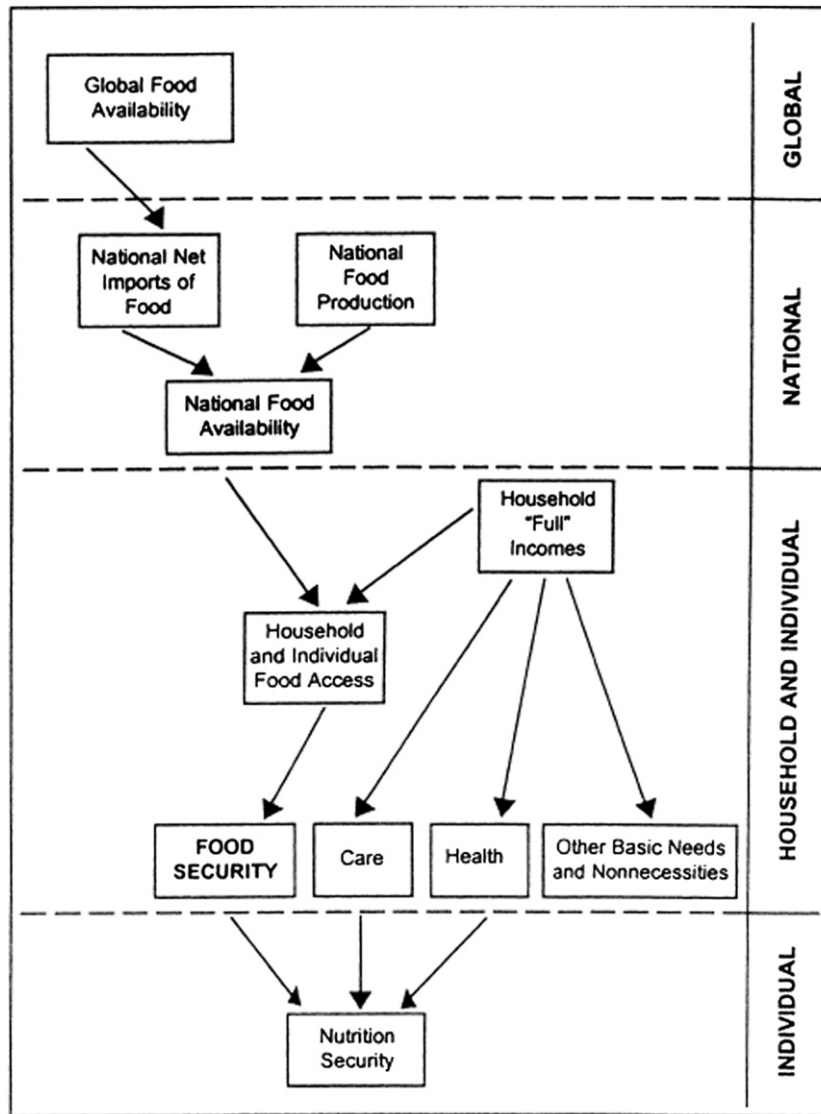 Global Food
Availability
GLOBAL
National Net
Imports of
Food
National
Food
Production
National Food
Availability
NATIONAL
Household
"Full"
Incomes
Household
and Individual
Food Access
FOOD
SECURITY
Care
Health
Other Basic Needs
and Nonnecessities
HOUSEHOLD AND INDIVIDUAL
Nutrition
Security
INDIVIDUAL